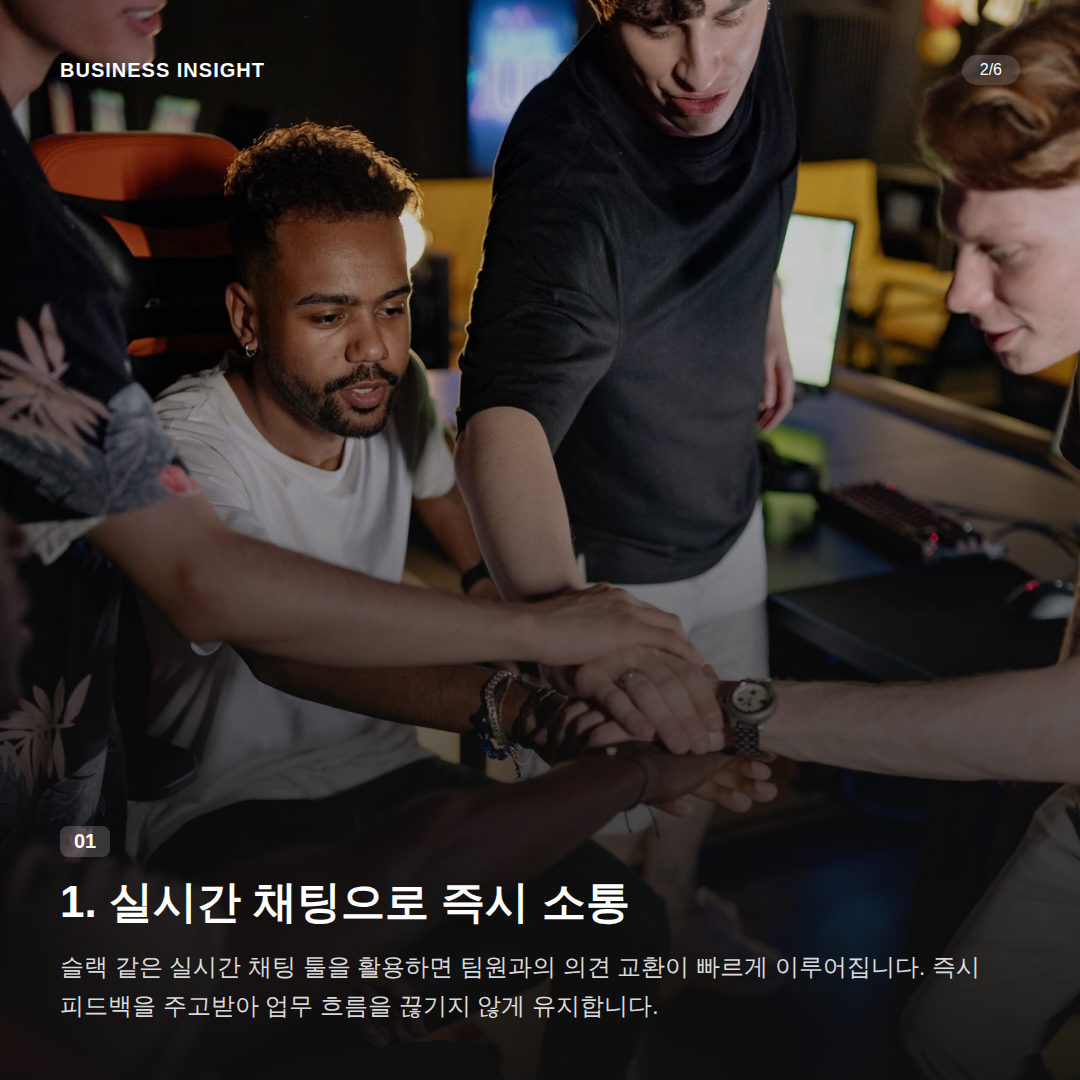 BUSINESS INSIGHT
2/6
01
1. 실시간 채팅으로 즉시 소통
슬랙 같은 실시간 채팅 툴을 활용하면 팀원과의 의견 교환이 빠르게 이루어집니다. 즉시
피드백을 주고받아 업무 흐름을 끊기지 않게 유지합니다.